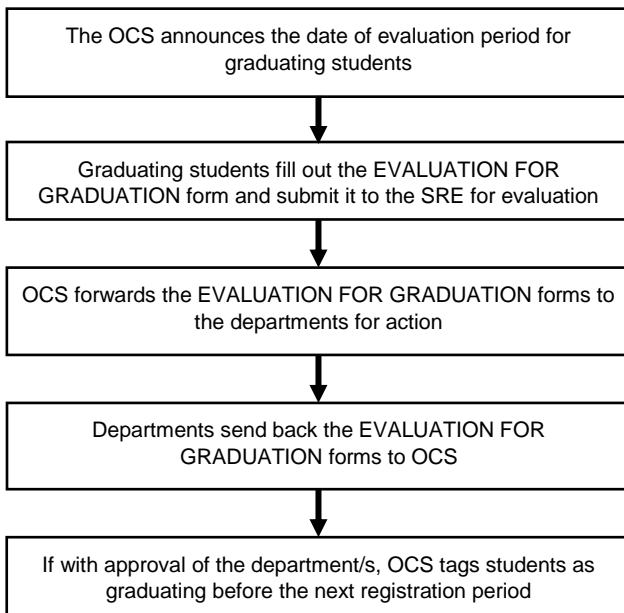 The OCS announces the date of evaluation period for
graduating students
Graduating students fill out the EVALUATION FOR
GRADUATION form and submit it to the SRE for evaluation
OCS forwards the EVALUATION FOR GRADUATION forms to
the departments for action
Departments send back the EVALUATION FOR
GRADUATION forms to OCS
If with approval of the department/s, OCS tags students as
graduating before the next registration period